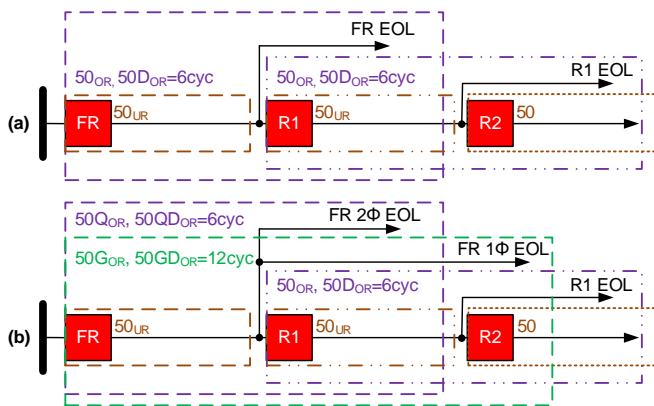 FR EOL
50OR, 50DOR=6cyc
50OR, 50DOR=6cyc
R1 EOL
(a)
FR
50UR
R1
50UR
R2
50
50QOR, 50QDOR=6cyc
FR 2Φ EOL
50GOR, 50GDOR=12cyc
FR 1Φ EOL
50OR, 50DOR=6cyc
R1 EOL
(b)
FR
50UR
R1
50UR
R2
50